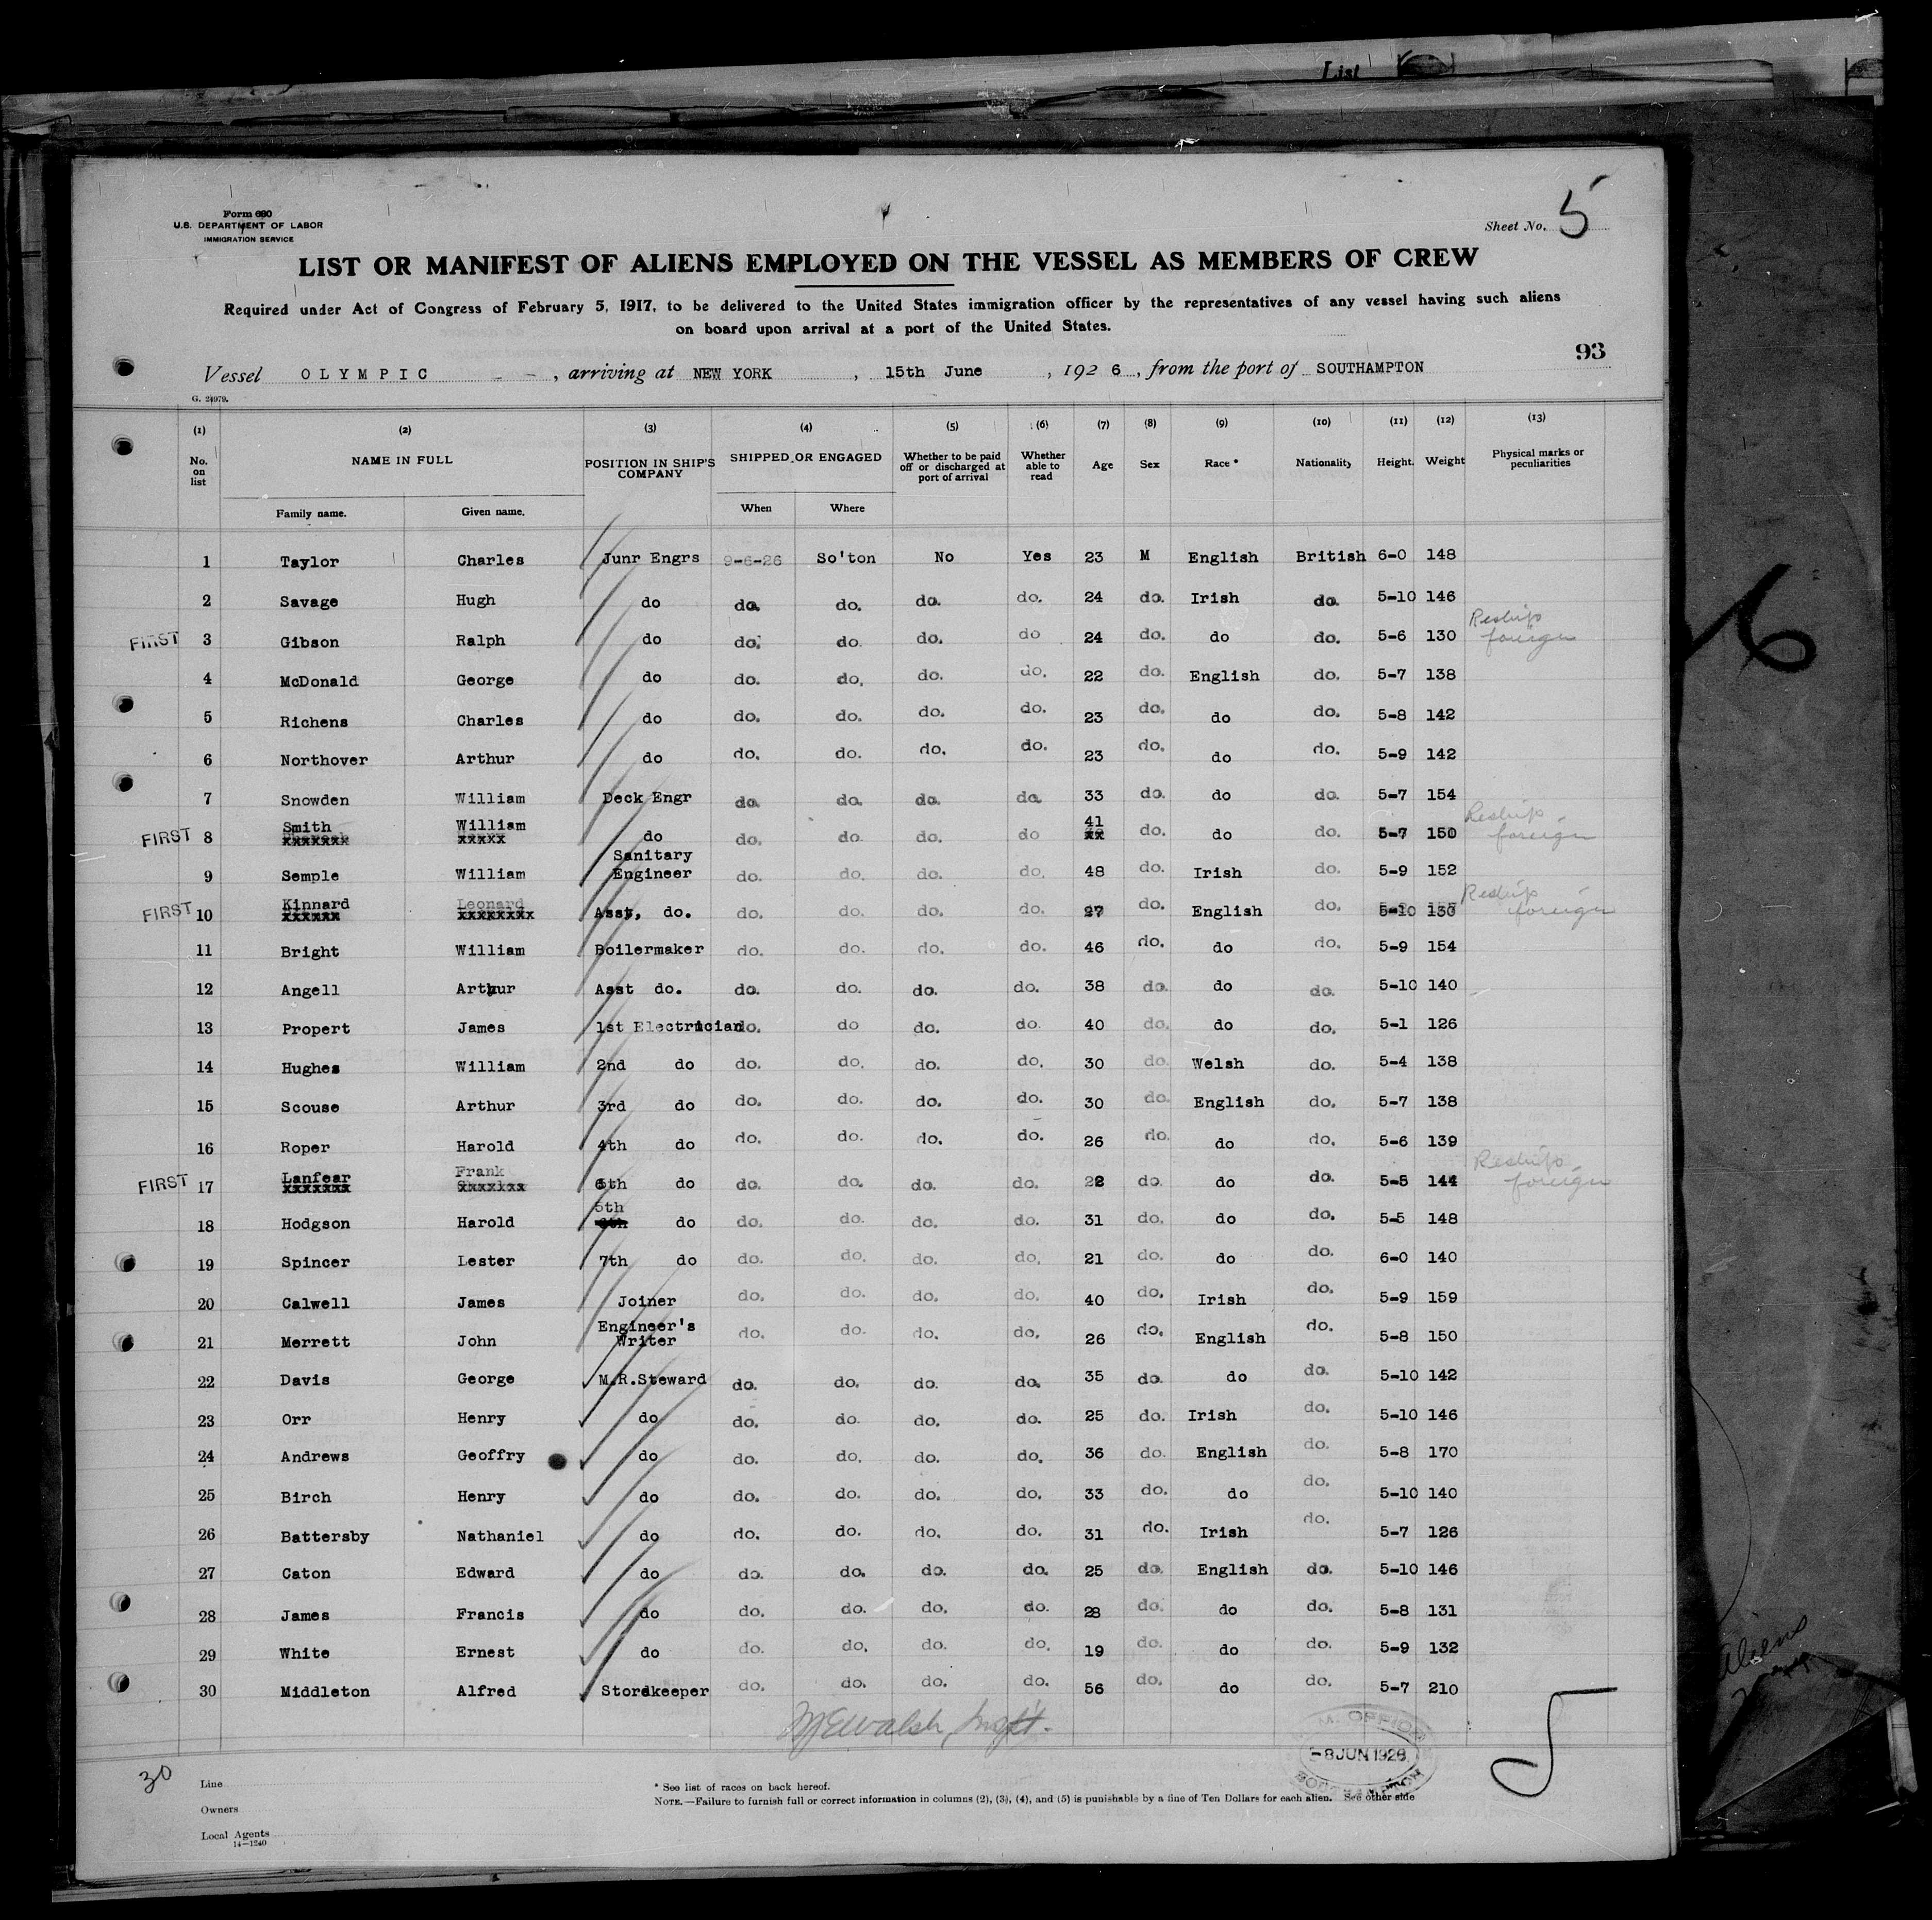 List
Form 680
U.S. DEPARTMENT OF LABOR
IMMIGRATION SERVICE
Sheet No. 5
LIST OR MANIFEST OF ALIENS EMPLOYED ON THE VESSEL AS MEMBERS OF CREW
Required under Act of Congress of February 5, 1917, to be delivered to the United States immigration officer by the representatives of any vessel having such aliens
on board upon arrival at a port of the United States.
93
Vessel OLYMPIC, arriving at NEW YORK, 15th June, 1926, from the port of SOUTHAMPTON
G. 24979.
(1) (2) (3) (4) (5) (6) (7) (8) (9) (10) (11) (12) (13)
No. on list NAME IN FULL POSITION IN SHIP'S COMPANY SHIPPED OR ENGAGED Whether to be paid off or discharged at port of arrival Whether able to read Age Sex Race * Nationality Height. Weight Physical marks or peculiarities
Family name. Given name. When Where
1 Taylor Charles Junr Engrs 9-6-26 So'ton No Yes 23 M English British 6-0 148
2 Savage Hugh do do. do. do. do. 24 do. Irish do. 5-10 146
FIRST 3 Gibson Ralph do do. do. do. do 24 do. do do. 5-6 130 Reship foreign
4 McDonald George do do. do. do. do. 22 do. English do. 5-7 138
5 Richens Charles do do. do. do. do. 23 do. do do. 5-8 142
6 Northover Arthur do do. do. do. do. 23 do. do do. 5-9 142
7 Snowden William Deck Engr do. do. do. do. 33 do. do do. 5-7 154
FIRST 8 Smith William do do. do. do. do 41 do. do do. 5-7 150 Reship foreign
9 Semple William Sanitary Engineer do. do. do. do. 48 do. Irish do. 5-9 152
FIRST 10 Kinnard Leonard Asst, do. do. do. do. do. 27 do. English do. 5-10 130 Reship foreign
11 Bright William Boilermaker do. do. do. do. 46 do. do do. 5-9 154
12 Angell Arthur Asst do. do. do. do. do. 38 do. do do. 5-10 140
13 Propert James 1st Electrician do. do do. do. 40 do. do do. 5-1 126
14 Hughes William 2nd do do. do. do. do. 30 do. Welsh do. 5-4 138
15 Scouse Arthur 3rd do do. do. do. do. 30 do. English do. 5-7 138
16 Roper Harold 4th do do. do. do. do. 26 do. do do. 5-6 139
FIRST 17 Lanfear Frank 6th do do. do. do. do. 22 do. do do. 5-5 144 Reship foreign
18 Hodgson Harold 5th do do. do. do. do. 31 do. do do. 5-5 148
19 Spincer Lester 7th do do. do. do. do. 21 do. do do. 6-0 140
20 Calwell James Joiner do. do. do. do. 40 do. Irish do. 5-9 159
21 Merrett John Engineer's Writer do. do. do. do. 26 do. English do. 5-8 150
22 Davis George M.R.Steward do. do. do. do. 35 do. do do. 5-10 142
23 Orr Henry do do. do. do. do. 25 do. Irish do. 5-10 146
24 Andrews Geoffry do do. do. do. do. 36 do. English do. 5-8 170
25 Birch Henry do do. do. do. do. 33 do. do do. 5-10 140
26 Battersby Nathaniel do do. do. do. do. 31 do. Irish do. 5-7 126
27 Caton Edward do do. do. do. do. 25 do. English do. 5-10 146
28 James Francis do do. do. do. do. 28 do. do do. 5-8 131
29 White Ernest do do. do. do. do. 19 do. do do. 5-9 132
30 Middleton Alfred Storekeeper do. do. do. do. 56 do. do do. 5-7 210
Walsh
-8 JUN 1926
SOUTHAMPTON
30
Line
Owners
Local Agents
14-1240
* See list of races on back hereof.
NOTE.—Failure to furnish full or correct information in columns (2), (3), (4), and (5) is punishable by a fine of Ten Dollars for each alien. See other side
5
Aliens